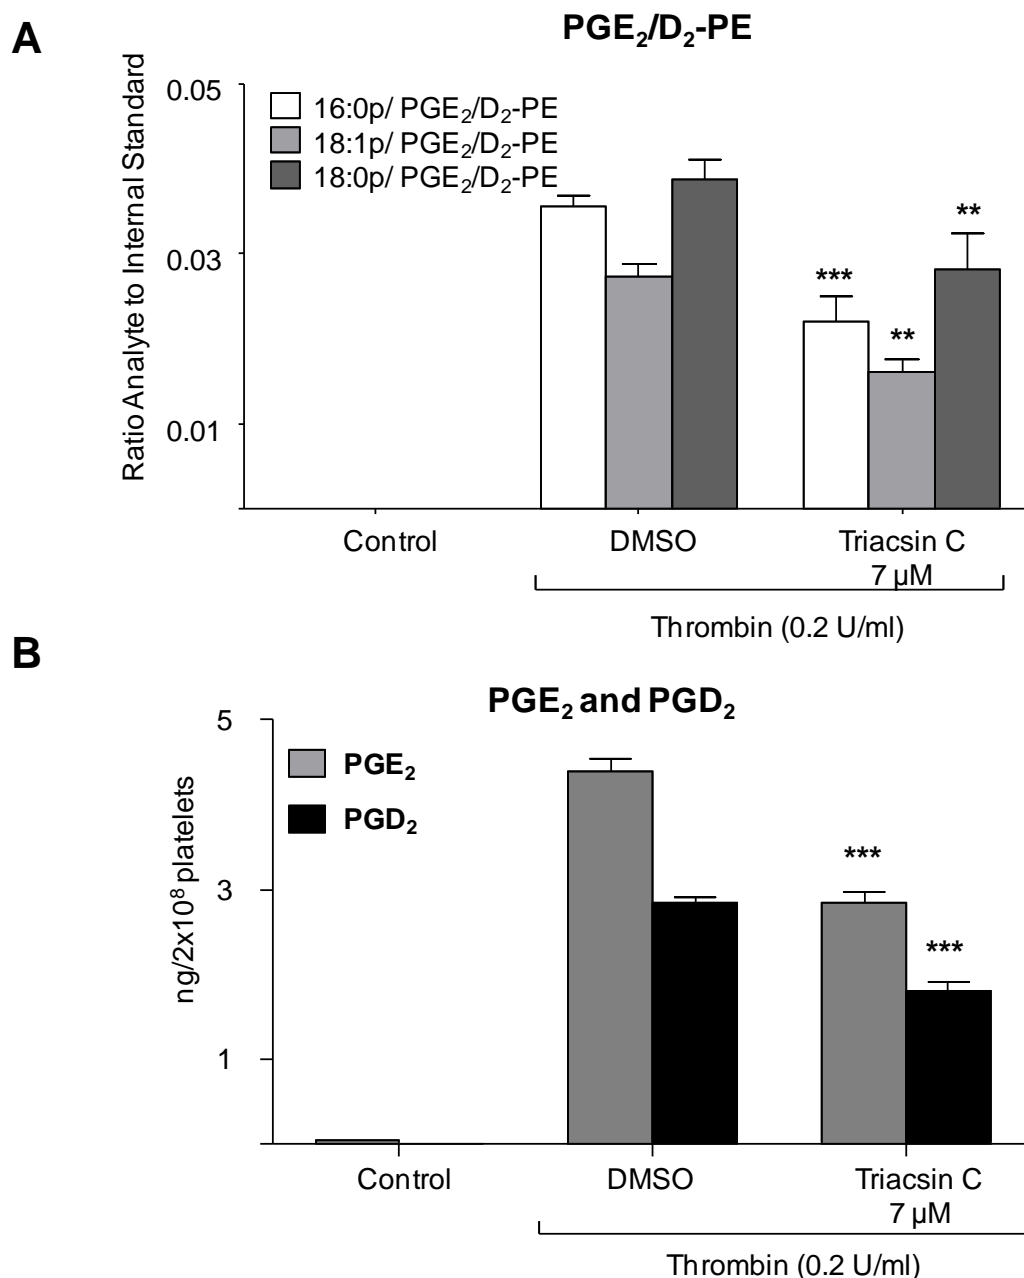 A
PGE₂/D₂-PE
Ratio Analyte to Internal Standard
0.05
0.03
0.01
16:0p/ PGE₂/D₂-PE
18:1p/ PGE₂/D₂-PE
18:0p/ PGE₂/D₂-PE
***
**
**
Control
DMSO
Triacsin C
7 µM
Thrombin (0.2 U/ml)
B
PGE₂ and PGD₂
ng/2x10⁸ platelets
5
3
1
PGE₂
PGD₂
***
***
Control
DMSO
Triacsin C
7 µM
Thrombin (0.2 U/ml)